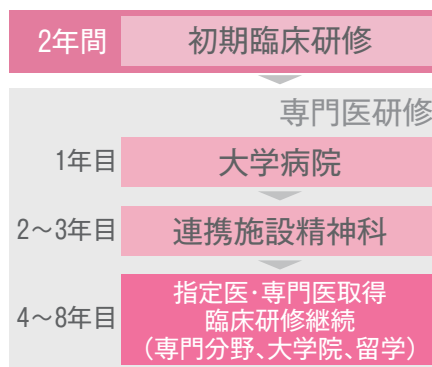 2年間 初期臨床研修
専門医研修
1年目 大学病院
2〜3年目 連携施設精神科
指定医・専門医取得
4〜8年目 臨床研修継続
（専門分野、大学院、留学）